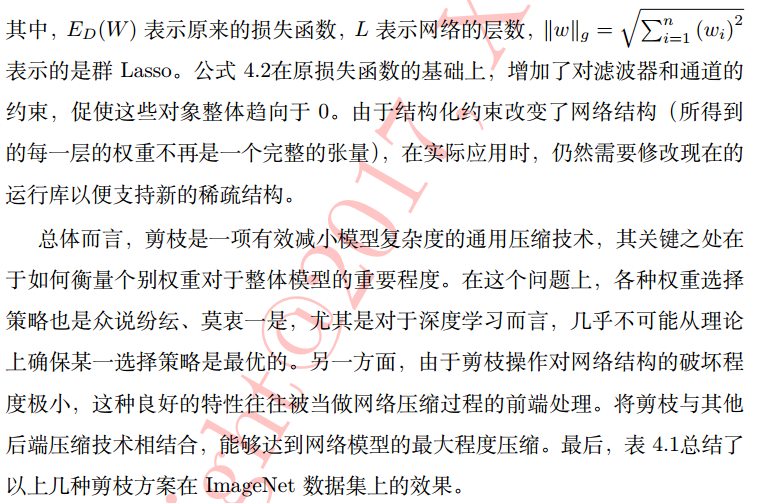 其中，E_D(W) 表示原来的损失函数，L 表示网络的层数，‖w‖_g = √(∑_{i=1}^{n} (w_i)^2)
表示的是群 Lasso。公式 4.2在原损失函数的基础上，增加了对滤波器和通道的
约束，促使这些对象整体趋向于 0。由于结构化约束改变了网络结构（所得到
的每一层的权重不再是一个完整的张量），在实际应用时，仍然需要修改现在的
运行库以便支持新的稀疏结构。
总体而言，剪枝是一项有效减小模型复杂度的通用压缩技术，其关键之处在
于如何衡量个别权重对于整体模型的重要程度。在这个问题上，各种权重选择
策略也是众说纷纭、莫衷一是，尤其是对于深度学习而言，几乎不可能从理论
上确保某一选择策略是最优的。另一方面，由于剪枝操作对网络结构的破坏程
度极小，这种良好的特性往往被当做网络压缩过程的前端处理。将剪枝与其他
后端压缩技术相结合，能够达到网络模型的最大程度压缩。最后，表 4.1总结了
以上几种剪枝方案在 ImageNet 数据集上的效果。
ight@2017, X